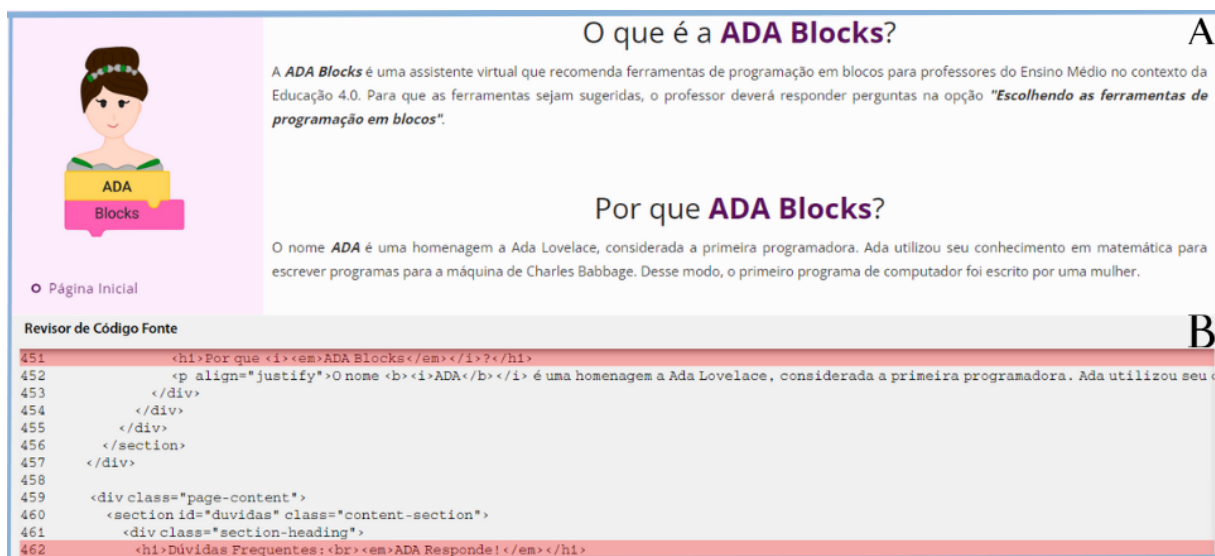 O que é a ADA Blocks?
A
A ADA Blocks é uma assistente virtual que recomenda ferramentas de programação em blocos para professores do Ensino Médio no contexto da
Educação 4.0. Para que as ferramentas sejam sugeridas, o professor deverá responder perguntas na opção "Escolhendo as ferramentas de
programação em blocos".
ADA
Blocks
Por que ADA Blocks?
O nome ADA é uma homenagem a Ada Lovelace, considerada a primeira programadora. Ada utilizou seu conhecimento em matemática para
escrever programas para a máquina de Charles Babbage. Desse modo, o primeiro programa de computador foi escrito por uma mulher.
Página Inicial
Revisor de Código Fonte
B
451 <h1>Por que <i><em>ADA Blocks</em></i>?</h1>
452 <p align="justify">O nome <b><i>ADA</b></i> é uma homenagem a Ada Lovelace, considerada a primeira programadora. Ada utilizou seu
453 </div>
454 </div>
455 </div>
456 </section>
457 </div>
458
459 <div class="page-content">
460 <section id="duvidas" class="content-section">
461 <div class="section-heading">
462 <h1>Dúvidas Frequentes:<br><em>ADA Responde!</em></h1>